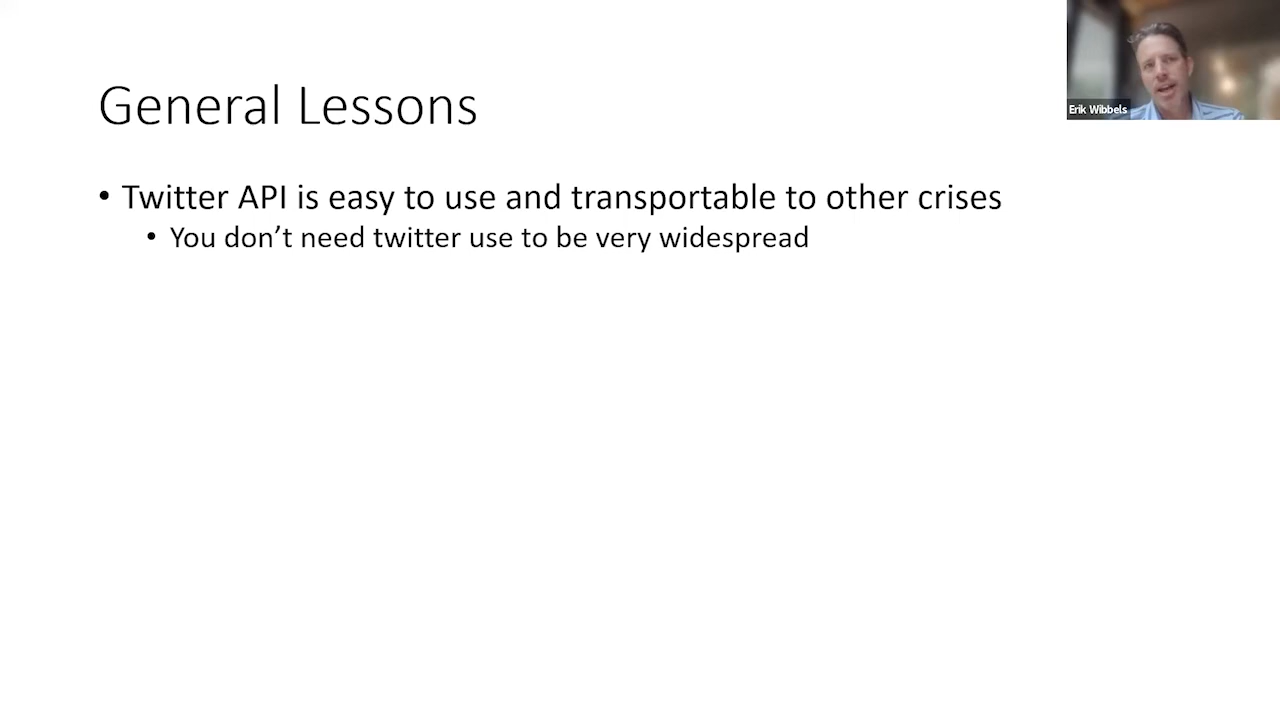 General Lessons
• Twitter API is easy to use and transportable to other crises
• You don’t need twitter use to be very widespread
Erik Wibbels